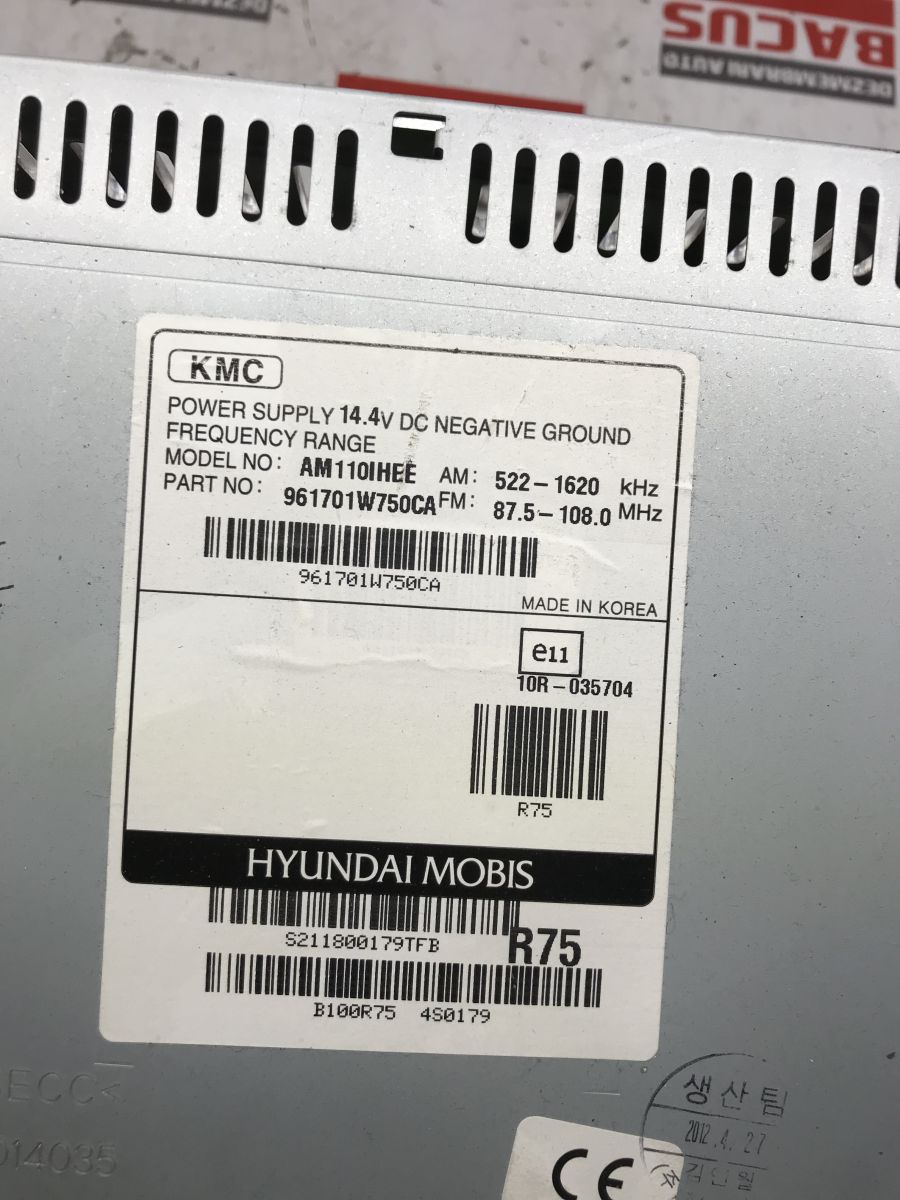 BACUS
DEZMEMBRARI AUTO
KMC
POWER SUPPLY 14.4V DC NEGATIVE GROUND
FREQUENCY RANGE
MODEL NO: AM110IHEE AM: 522-1620 kHz
PART NO: 961701W750CA FM: 87.5-108.0 MHz
961701W750CA
MADE IN KOREA
e11
10R-035704
R75
HYUNDAI MOBIS
S211800179TFB
R75
B100R75 4S0179
ECC<
014035
생산팀
2012.4.27
CE